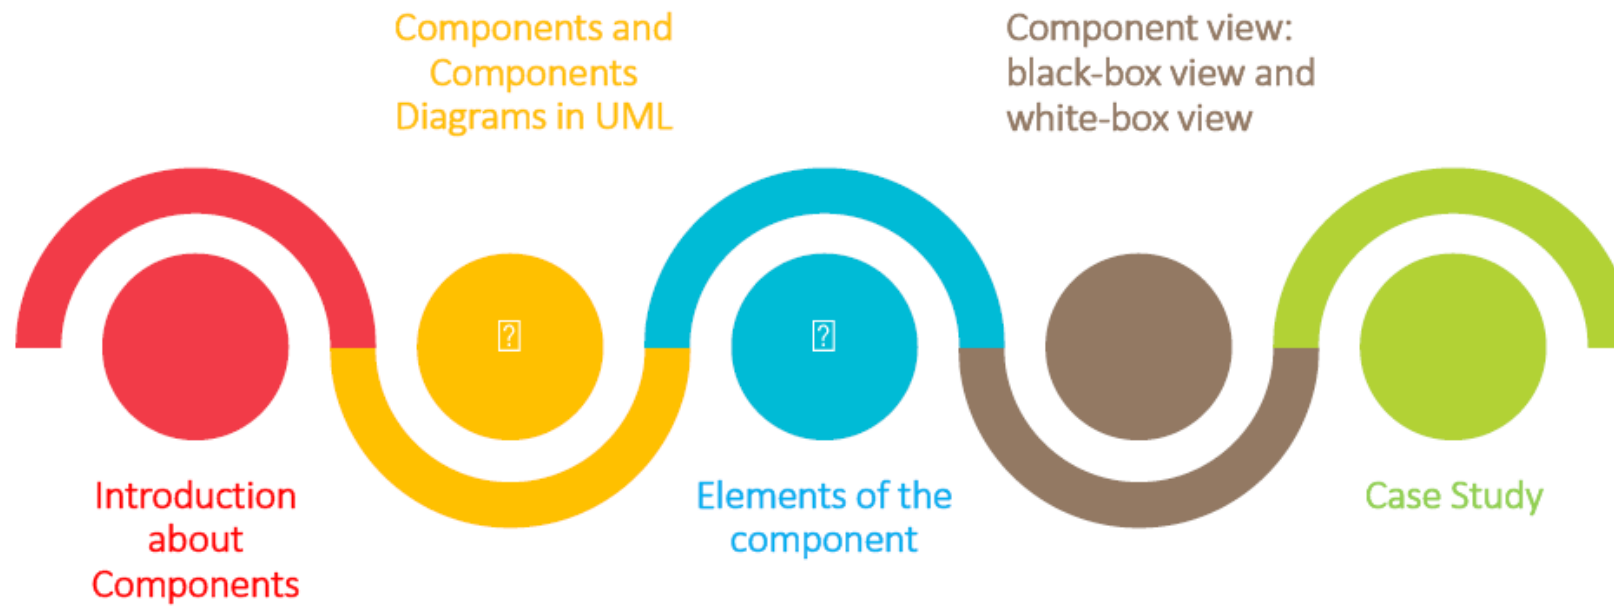 Introduction
about
Components
Components and
Components
Diagrams in UML
Elements of the
component
Component view:
black-box view and
white-box view
Case Study